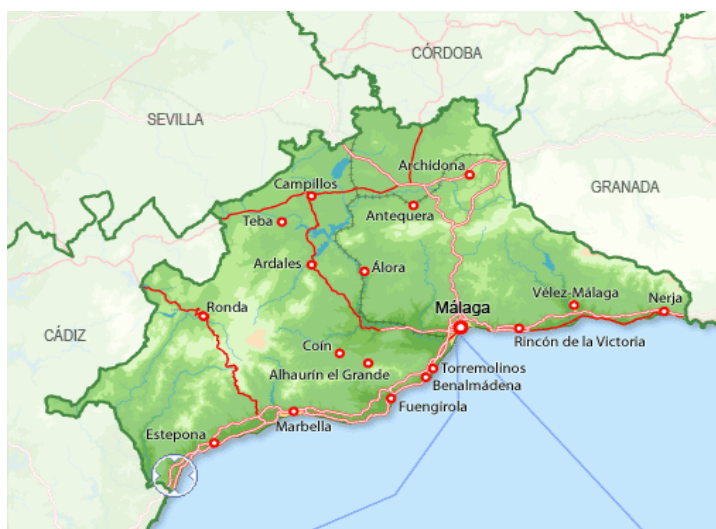 CÓRDOBA
SEVILLA
Archidona
Campillos
GRANADA
Antequera
Teba
Ardales
Álora
Vélez-Málaga
Nerja
Ronda
Málaga
CÁDIZ
Rincón de la Victoria
Coín
Torremolinos
Alhaurín el Grande
Benalmádena
Fuengirola
Marbella
Estepona